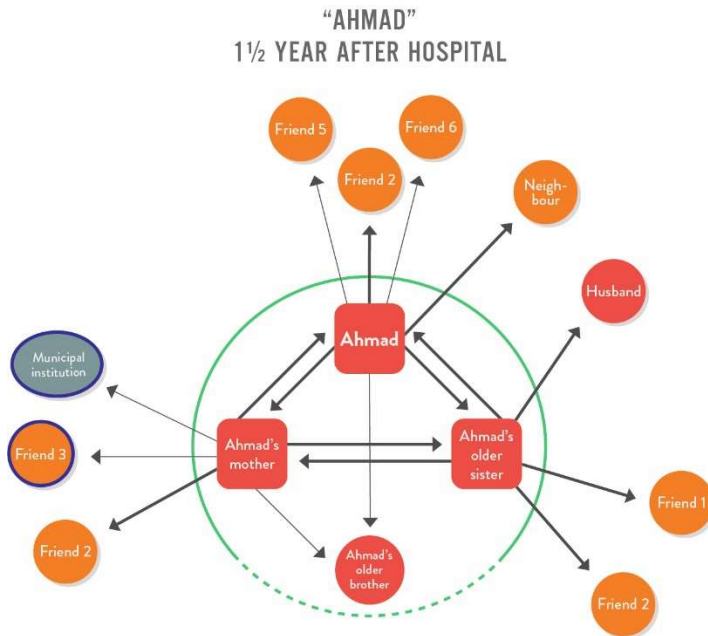 “AHMAD”
1½ YEAR AFTER HOSPITAL
Friend 5
Friend 6
Friend 2
Neigh-
bour
Husband
Ahmad
Municipal
institution
Friend 3
Ahmad's
mother
Ahmad's
older
sister
Friend 1
Friend 2
Ahmad's
older
brother
Friend 2